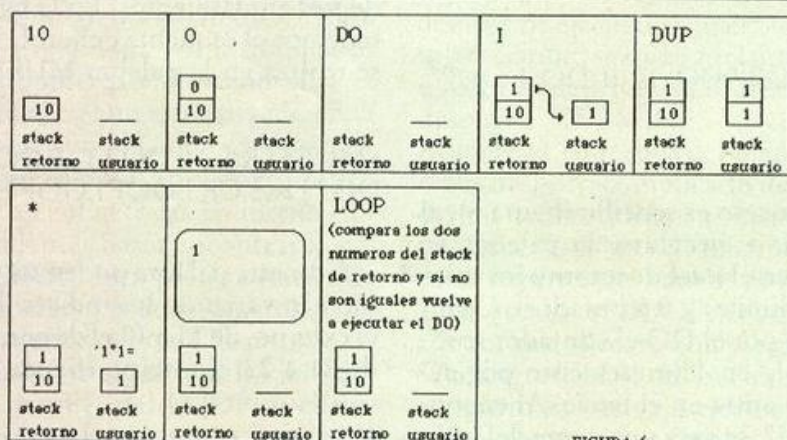 10
10
stack stack
retorno usuario
O
0
10
stack stack
retorno usuario
DO
stack stack
retorno usuario
I
1
10
1
stack stack
retorno usuario
DUP
1
10
1
1
stack stack
retorno usuario
*
1
10
'1*1=
1
stack stack
retorno usuario
1
1
10
stack stack
retorno usuario
LOOP
(compara los dos
numeros del stack
de retorno y si no
son iguales vuelve
a ejecutar el DO)
1
10
stack stack
retorno usuario